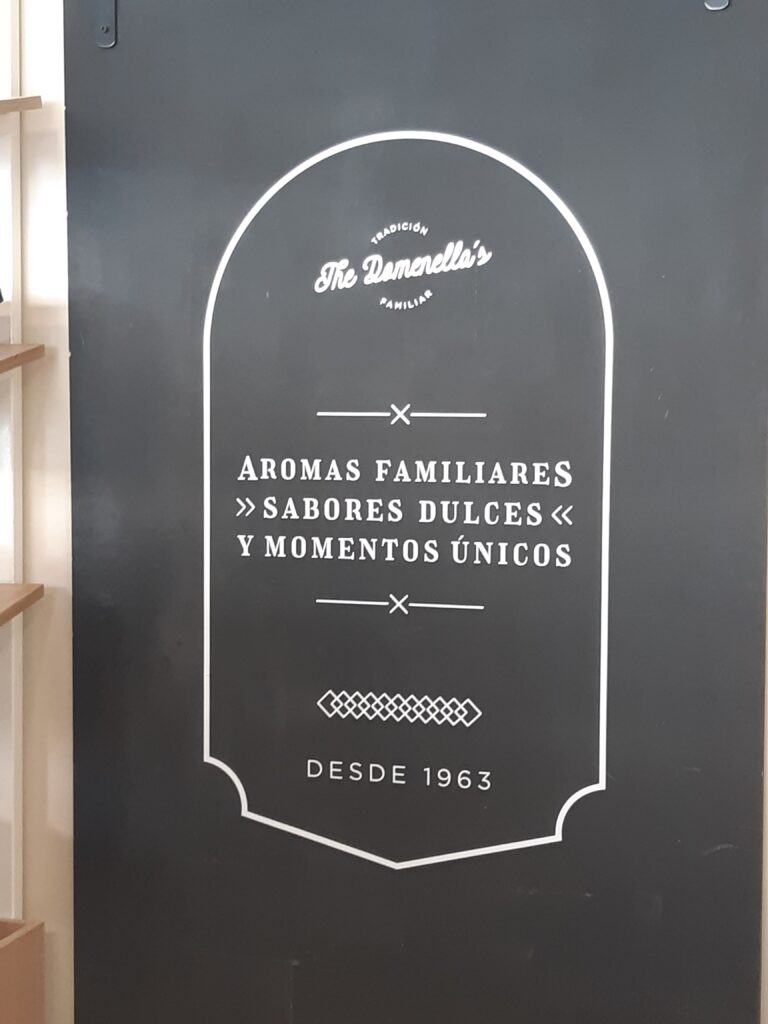 TRADICIÓN
The Domenella's
FAMILIAR
AROMAS FAMILIARES
»SABORES DULCES«
Y MOMENTOS ÚNICOS
DESDE 1963